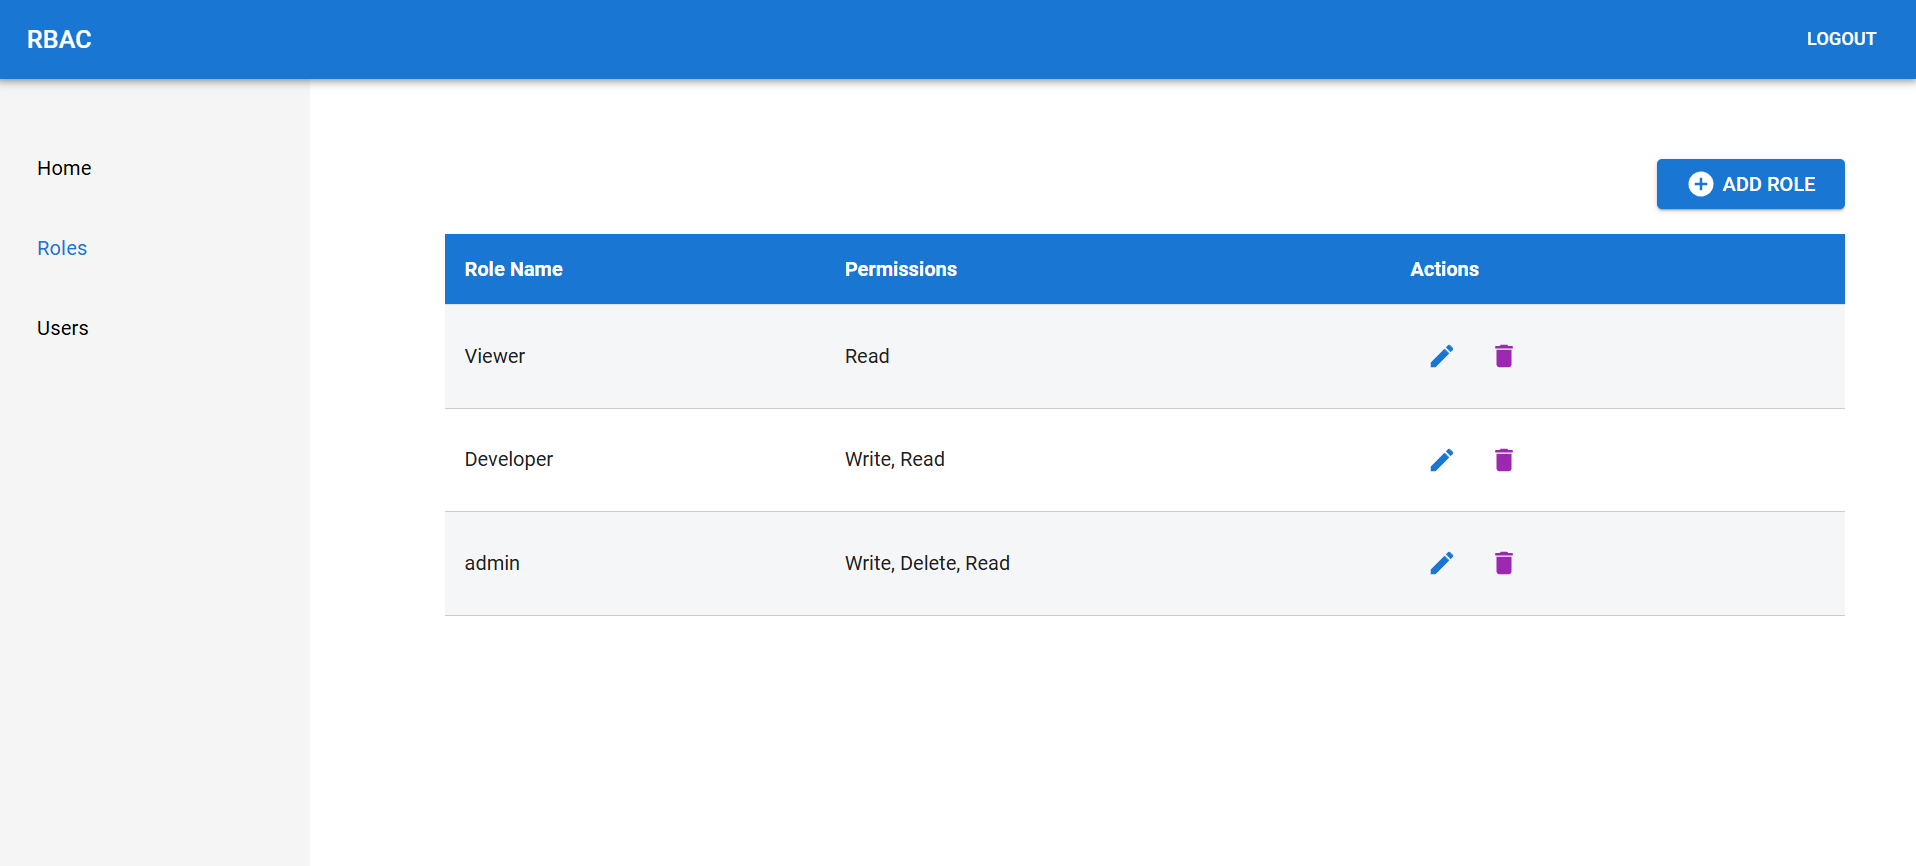 RBAC
LOGOUT
Home
Roles
Users
ADD ROLE
Role Name Permissions Actions
Viewer Read
Developer Write, Read
admin Write, Delete, Read